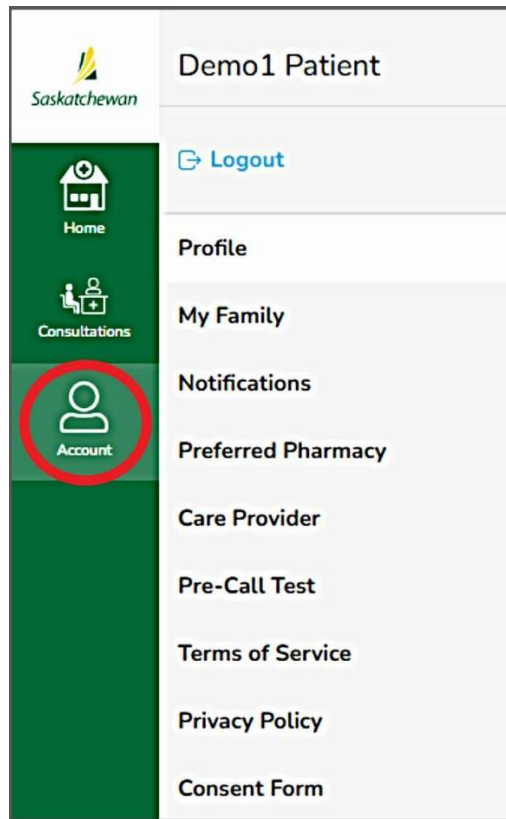 Saskatchewan
Home
Consultations
Account
Demo1 Patient
Logout
Profile
My Family
Notifications
Preferred Pharmacy
Care Provider
Pre-Call Test
Terms of Service
Privacy Policy
Consent Form